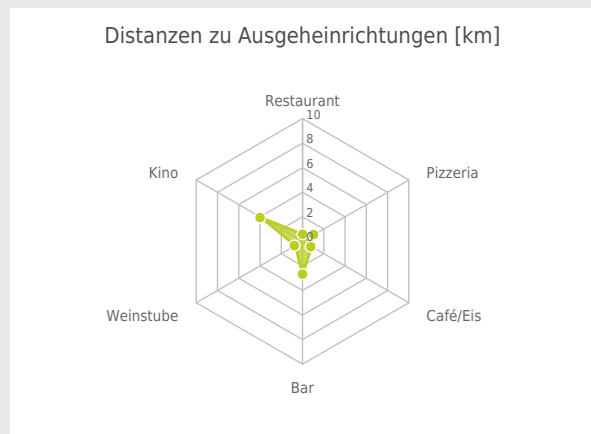 Distanzen zu Ausgeheinrichtungen [km]
Restaurant
10
8
Kino
Pizzeria
6
4
2
0
Weinstube
Café/Eis
Bar